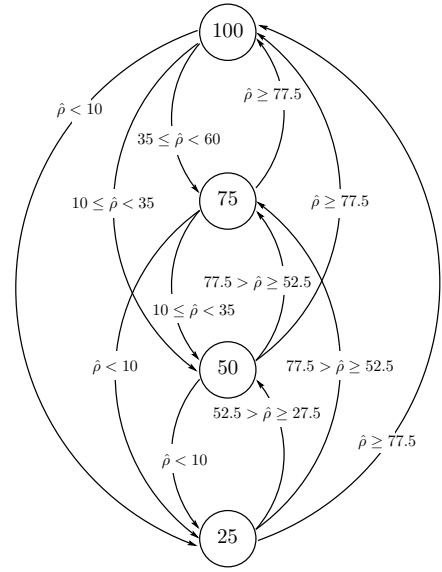 100
ρ̂ < 10
ρ̂ ≥ 77.5
35 ≤ ρ̂ < 60
75
10 ≤ ρ̂ < 35
ρ̂ ≥ 77.5
77.5 > ρ̂ ≥ 52.5
10 ≤ ρ̂ < 35
50
ρ̂ < 10
77.5 > ρ̂ ≥ 52.5
52.5 > ρ̂ ≥ 27.5
ρ̂ ≥ 77.5
ρ̂ < 10
25